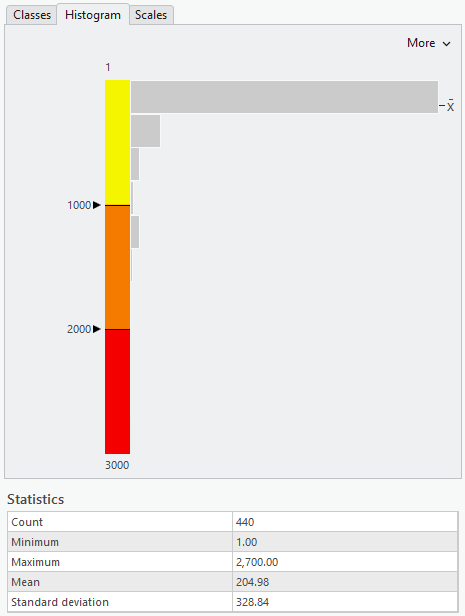 Classes Histogram Scales
More
1
x̄
1000
2000
3000
Statistics
Count 440
Minimum 1.00
Maximum 2,700.00
Mean 204.98
Standard deviation 328.84